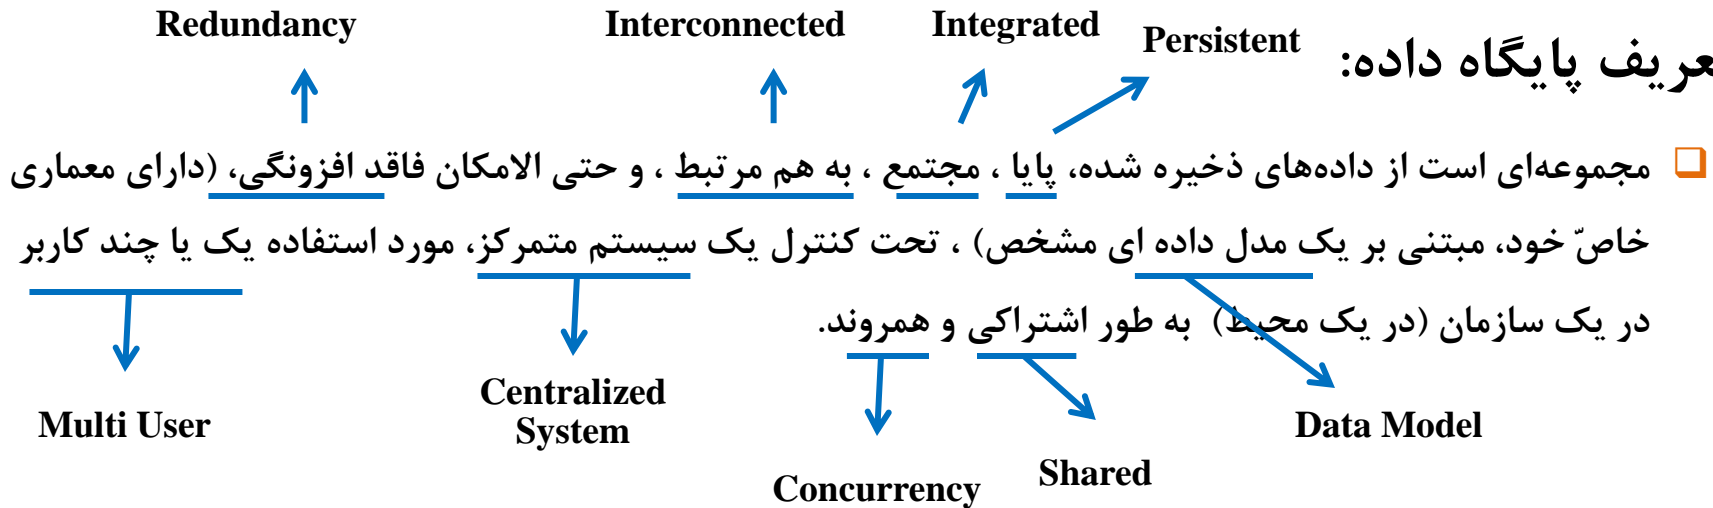 Redundancy
Interconnected
Integrated
Persistent
عریف پایگاه داده:
مجموعه‌ای است از داده‌های ذخیره شده، پایا ، مجتمع ، به هم مرتبط ، و حتی الامکان فاقد افزونگی، (دارای معماری
خاصّ خود، مبتنی بر یک مدل داده ای مشخص) ، تحت کنترل یک سیستم متمرکز، مورد استفاده یک یا چند کاربر
در یک سازمان (در یک محیط) به طور اشتراکی و همروند.
Multi User
Centralized
System
Concurrency
Shared
Data Model